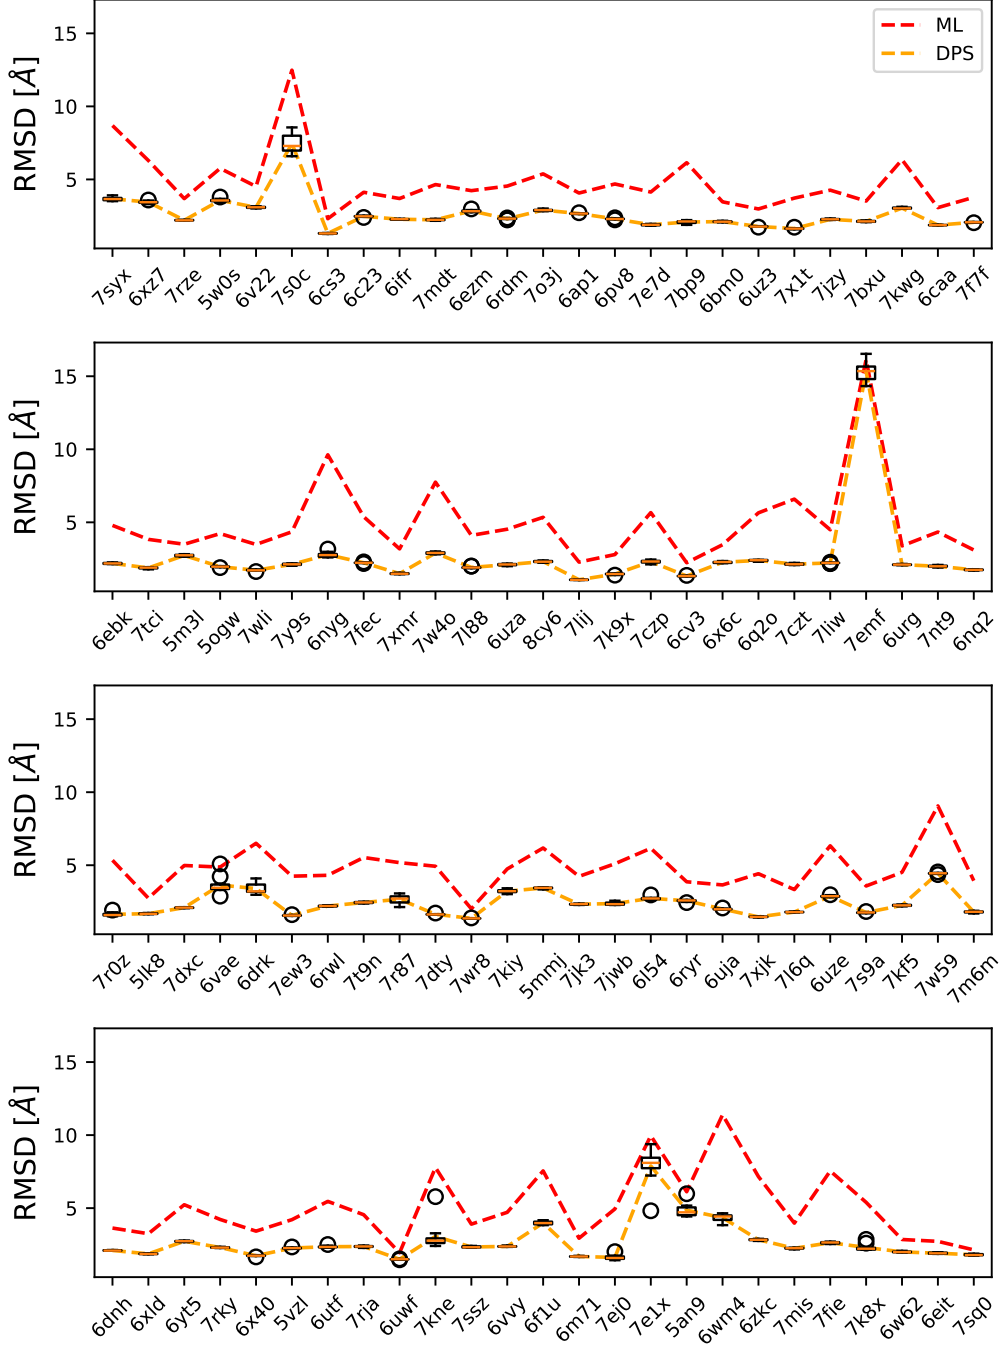 RMSD [Å]
15
10
5
ML
DPS
7syx 6xz7 7rze 5w0s 6v22 7s0c 6cs3 6c23 6ifr 7mdt 6ezm 6rdm 7o3j 6ap1 6pv8 7e7d 7bp9 6bm0 6uz3 7x1t 7jzy 7bxu 7kwg 6caa 7f7f
RMSD [Å]
15
10
5
6ebk 7tci 5m3l 5ogw 7wli 7y9s 6nyg 7fec 7xmr 7w4o 7l88 6uza 8cy6 7lij 7k9x 7czp 6cv3 6x6c 6q2o 7czt 7liw 7emf 6urg 7nt9 6nq2
RMSD [Å]
15
10
5
7r0z 5lk8 7dxc 6vae 6drk 7ew3 6rwl 7t9n 7r87 7dty 7wr8 7kiy 5mmj 7jk3 7jwb 6l54 6ryr 6uja 7xjk 7l6q 6uze 7s9a 7kf5 7w59 7m6m
RMSD [Å]
15
10
5
6dnh 6xld 6yt5 7rky 6x40 5vzl 6utf 7rja 6uwf 7kne 7ssz 6vvy 6f1u 6m71 7ej0 7e1x 5an9 6wm4 6zkc 7mis 7fie 7k8x 6w62 6eit 7sq0